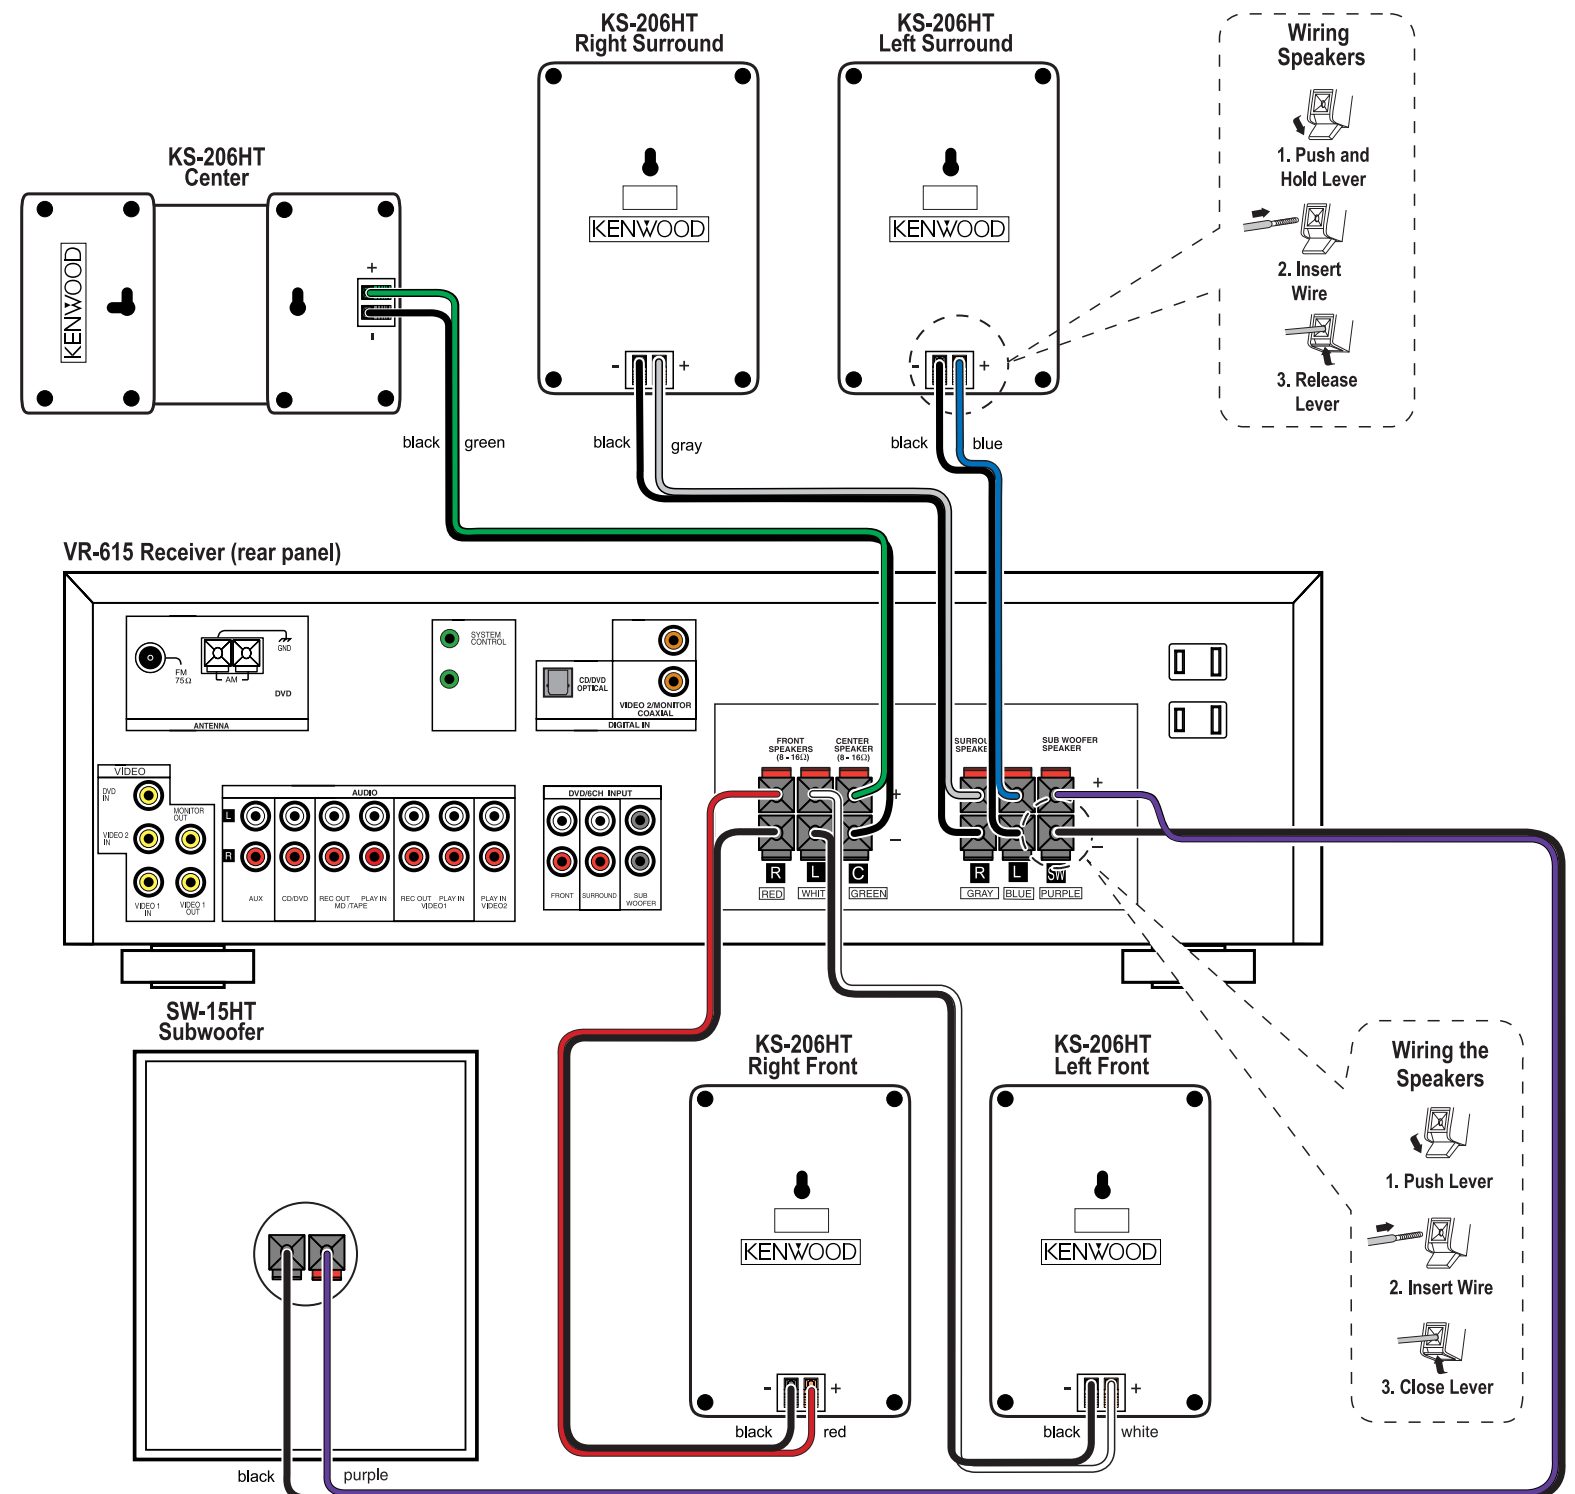 KS-206HT
Right Surround
KS-206HT
Left Surround
Wiring
Speakers
1. Push and
Hold Lever
2. Insert
Wire
3. Release
Lever
KS-206HT
Center
KENWOOD
+
-
KENWOOD
- +
KENWOOD
- +
black green
black gray
black blue
VR-615 Receiver (rear panel)
FM
75Ω
AM
GND
DVD
ANTENNA
SYSTEM
CONTROL
CD/DVD
OPTICAL
VIDEO 2/MONITOR
COAXIAL
DIGITAL IN
FRONT
SPEAKERS
(8 - 16Ω)
CENTER
SPEAKER
(8 - 16Ω)
SUB WOOFER
SPEAKER
+
−
+
−
VIDEO
DVD
IN
MONITOR
OUT
VIDEO 2
IN
VIDEO 1
IN
VIDEO 1
OUT
AUDIO
L
R
AUX
CD/DVD
REC OUT PLAY IN
MD /TAPE
REC OUT PLAY IN
VIDEO1
PLAY IN
VIDEO2
DVD/6CH INPUT
FRONT
SURROUND
SUB
WOOFER
R L C
RED GREEN
R L SW
GRAY BLUE PURPLE
SW-15HT
Subwoofer
black purple
KS-206HT
Right Front
KENWOOD
- +
black red
KS-206HT
Left Front
KENWOOD
- +
black white
Wiring the
Speakers
1. Push Lever
2. Insert Wire
3. Close Lever